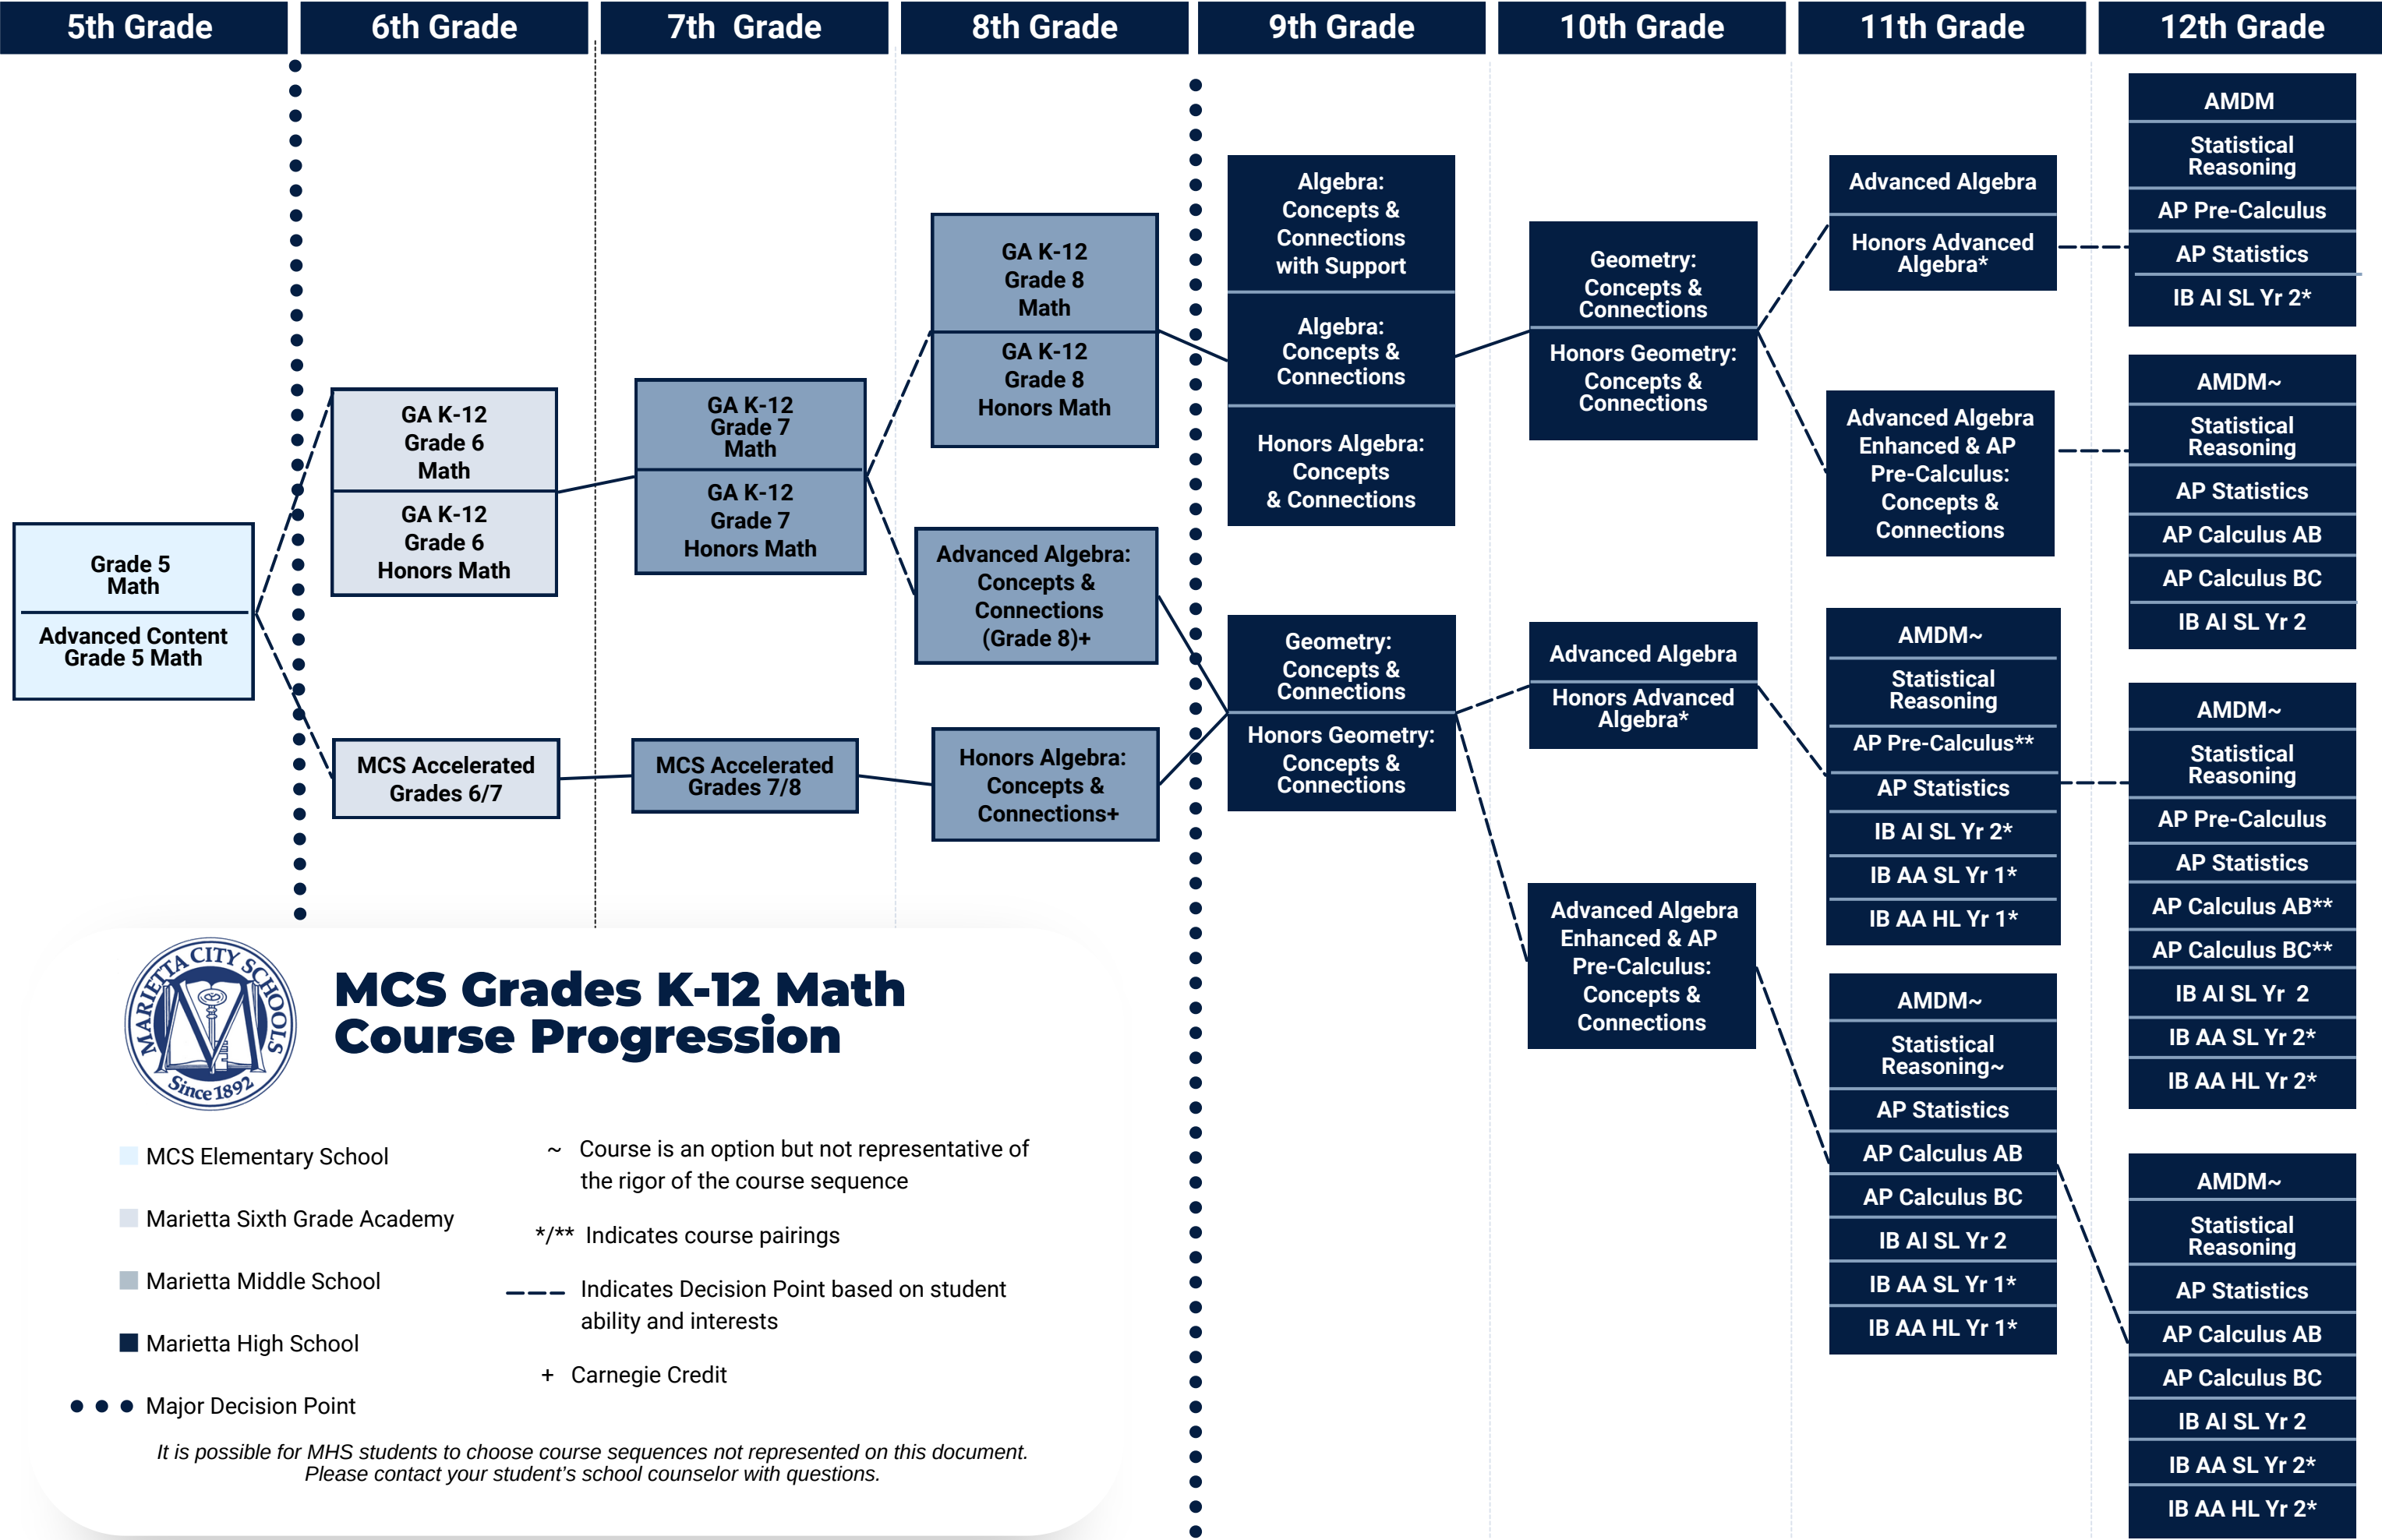 5th Grade
6th Grade
7th  Grade
8th Grade
9th Grade
10th Grade
11th Grade
12th Grade
Grade 5
Math
Advanced Content
Grade 5 Math
GA K-12
Grade 6
Math
GA K-12
Grade 6
Honors Math
MCS Accelerated
Grades 6/7
GA K-12
Grade 7
Math
GA K-12
Grade 7
Honors Math
MCS Accelerated
Grades 7/8
GA K-12
Grade 8
Math
GA K-12
Grade 8
Honors Math
Advanced Algebra:
Concepts &
Connections
(Grade 8)+
Honors Algebra:
Concepts &
Connections+
Algebra:
Concepts &
Connections
with Support
Algebra:
Concepts &
Connections
Honors Algebra:
Concepts
& Connections
Geometry:
Concepts &
Connections
Honors Geometry:
Concepts &
Connections
Geometry:
Concepts &
Connections
Honors Geometry:
Concepts &
Connections
Advanced Algebra
Honors Advanced
Algebra*
Advanced Algebra
Enhanced & AP
Pre-Calculus:
Concepts &
Connections
Advanced Algebra
Honors Advanced
Algebra*
Advanced Algebra
Enhanced & AP
Pre-Calculus:
Concepts &
Connections
AMDM~
Statistical
Reasoning
AP Pre-Calculus**
AP Statistics
IB AI SL Yr 2*
IB AA SL Yr 1*
IB AA HL Yr 1*
AMDM~
Statistical
Reasoning~
AP Statistics
AP Calculus AB
AP Calculus BC
IB AI SL Yr 2
IB AA SL Yr 1*
IB AA HL Yr 1*
AMDM
Statistical
Reasoning
AP Pre-Calculus
AP Statistics
IB AI SL Yr 2*
AMDM~
Statistical
Reasoning
AP Statistics
AP Calculus AB
AP Calculus BC
IB AI SL Yr 2
AMDM~
Statistical
Reasoning
AP Pre-Calculus
AP Statistics
AP Calculus AB**
AP Calculus BC**
IB AI SL Yr  2
IB AA SL Yr 2*
IB AA HL Yr 2*
AMDM~
Statistical
Reasoning
AP Statistics
AP Calculus AB
AP Calculus BC
IB AI SL Yr 2
IB AA SL Yr 2*
IB AA HL Yr 2*
MARIETTA CITY SCHOOLS
Since 1892
MCS Grades K-12 Math
Course Progression
MCS Elementary School
Marietta Sixth Grade Academy
Marietta Middle School
Marietta High School
Major Decision Point
~ Course is an option but not representative of
the rigor of the course sequence
*/** Indicates course pairings
Indicates Decision Point based on student
ability and interests
+ Carnegie Credit
It is possible for MHS students to choose course sequences not represented on this document.
Please contact your student's school counselor with questions.